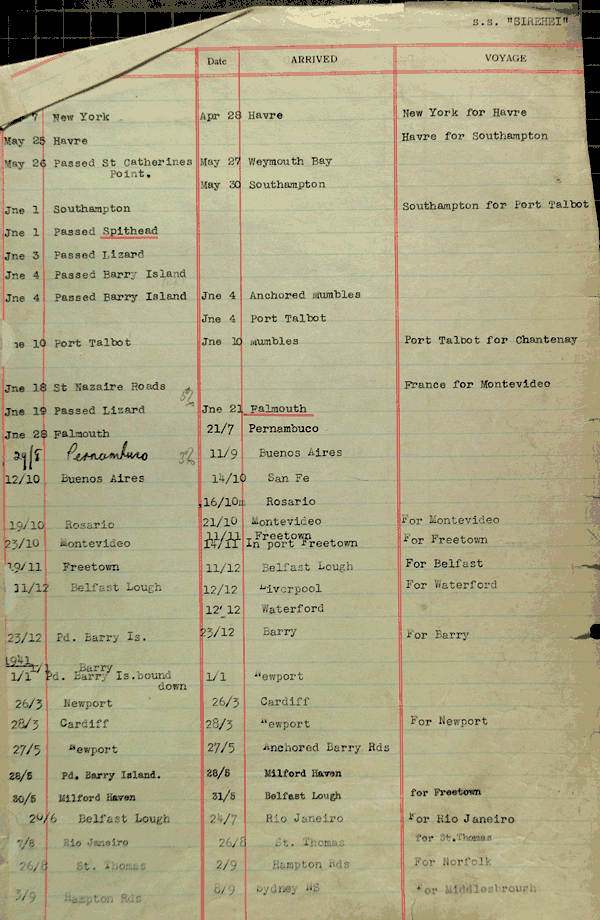 s.s. "SIREHEI"
Date ARRIVED VOYAGE
7 New York Apr 28 Havre New York for Havre
May 25 Havre Havre for Southampton
May 26 Passed St Catherines May 27 Weymouth Bay
Point.
May 30 Southampton
Jne 1 Southampton Southampton for Port Talbot
Jne 1 Passed Spithead
Jne 3 Passed Lizard
Jne 4 Passed Barry Island
Jne 4 Passed Barry Island Jne 4 Anchored mumbles
Jne 4 Port Talbot
ne 10 Port Talbot Jne 10 mumbles Port Talbot for Chantenay
Jne 18 St Nazaire Roads France for Montevideo
Jne 19 Passed Lizard Jne 21 Falmouth
Jne 28 Falmouth 21/7 Pernambuco
29/8 Pernambuco 11/9 Buenos Aires
12/10 Buenos Aires 14/10 San Fe
16/10 Rosario
19/10 Rosario 21/10 Montevideo For Montevideo
11/11 Freetown
23/10 Montevideo 14/11 In port Freetown For Freetown
19/11 Freetown 11/12 Belfast Lough For Belfast
11/12 Belfast Lough 12/12 Liverpool For Waterford
12 12 Waterford
23/12 Pd. Barry Is. 23/12 Barry For Barry
1941
1/1 Barry
1/1 Pd. Barry Is.bound 1/1 Newport
down
26/3 Newport 26/3 Cardiff
28/3 Cardiff 28/3 Newport For Newport
27/5 Newport 27/5 Anchored Barry Rds
28/5 Pd. Barry Island. 28/5 Milford Haven
30/5 Milford Haven 31/5 Belfast Lough for Freetown
20/6 Belfast Lough 24/7 Rio Janeiro For Rio Janeiro
7/8 Rio Janeiro 26/8 St. Thomas for St.Thomas
26/8 St. Thomas 2/9 Hampton Rds For Norfolk
3/9 Hampton Rds 8/9 Sydney NS For Middlesbrough